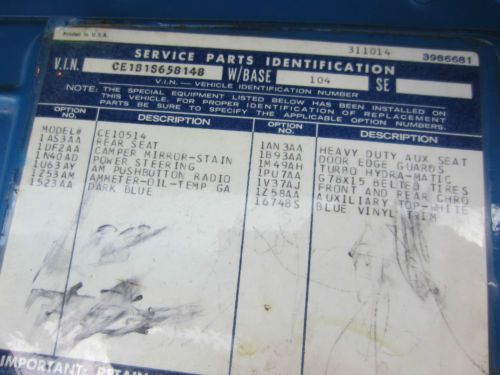 Printed in U.S.A.
311014
3986681
SERVICE PARTS IDENTIFICATION
V.I.N. CE1818658148 W/BASE 104 SE
V.I.N. — VEHICLE IDENTIFICATION NUMBER
NOTE: THE SPECIAL EQUIPMENT LISTED BELOW HAS BEEN INSTALLED ON
THIS VEHICLE. FOR PROPER IDENTIFICATION OF REPLACEMENT
PARTS BE SURE TO SPECIFY THE APPLICABLE OPTION NUMBERS.
OPTION NO. DESCRIPTION OPTION NO. DESCRIPTION
MODEL# CE10514
1AS3AA REAR SEAT
1DF2AA CAMPER MIRROR-STAIN
1N40AD POWER STEERING
1U63AY AM PUSHBUTTON RADIO
1Z53AM AMMETER-OIL-TEMP GA
1523AA DARK BLUE
1AN3AA HEAVY DUTY AUX SEAT
1B93AA DOOR EDGE GUARDS
1M49AH TURBO HYDRA-MATIC
1PU7AA G78X15 BELTED TIRES
1V37AJ FRONT AND REAR CHRO
1Z58AA AUXILIARY TOP-WHITE
16748S BLUE VINYL TRIM
IMPORTANT: RETAIN